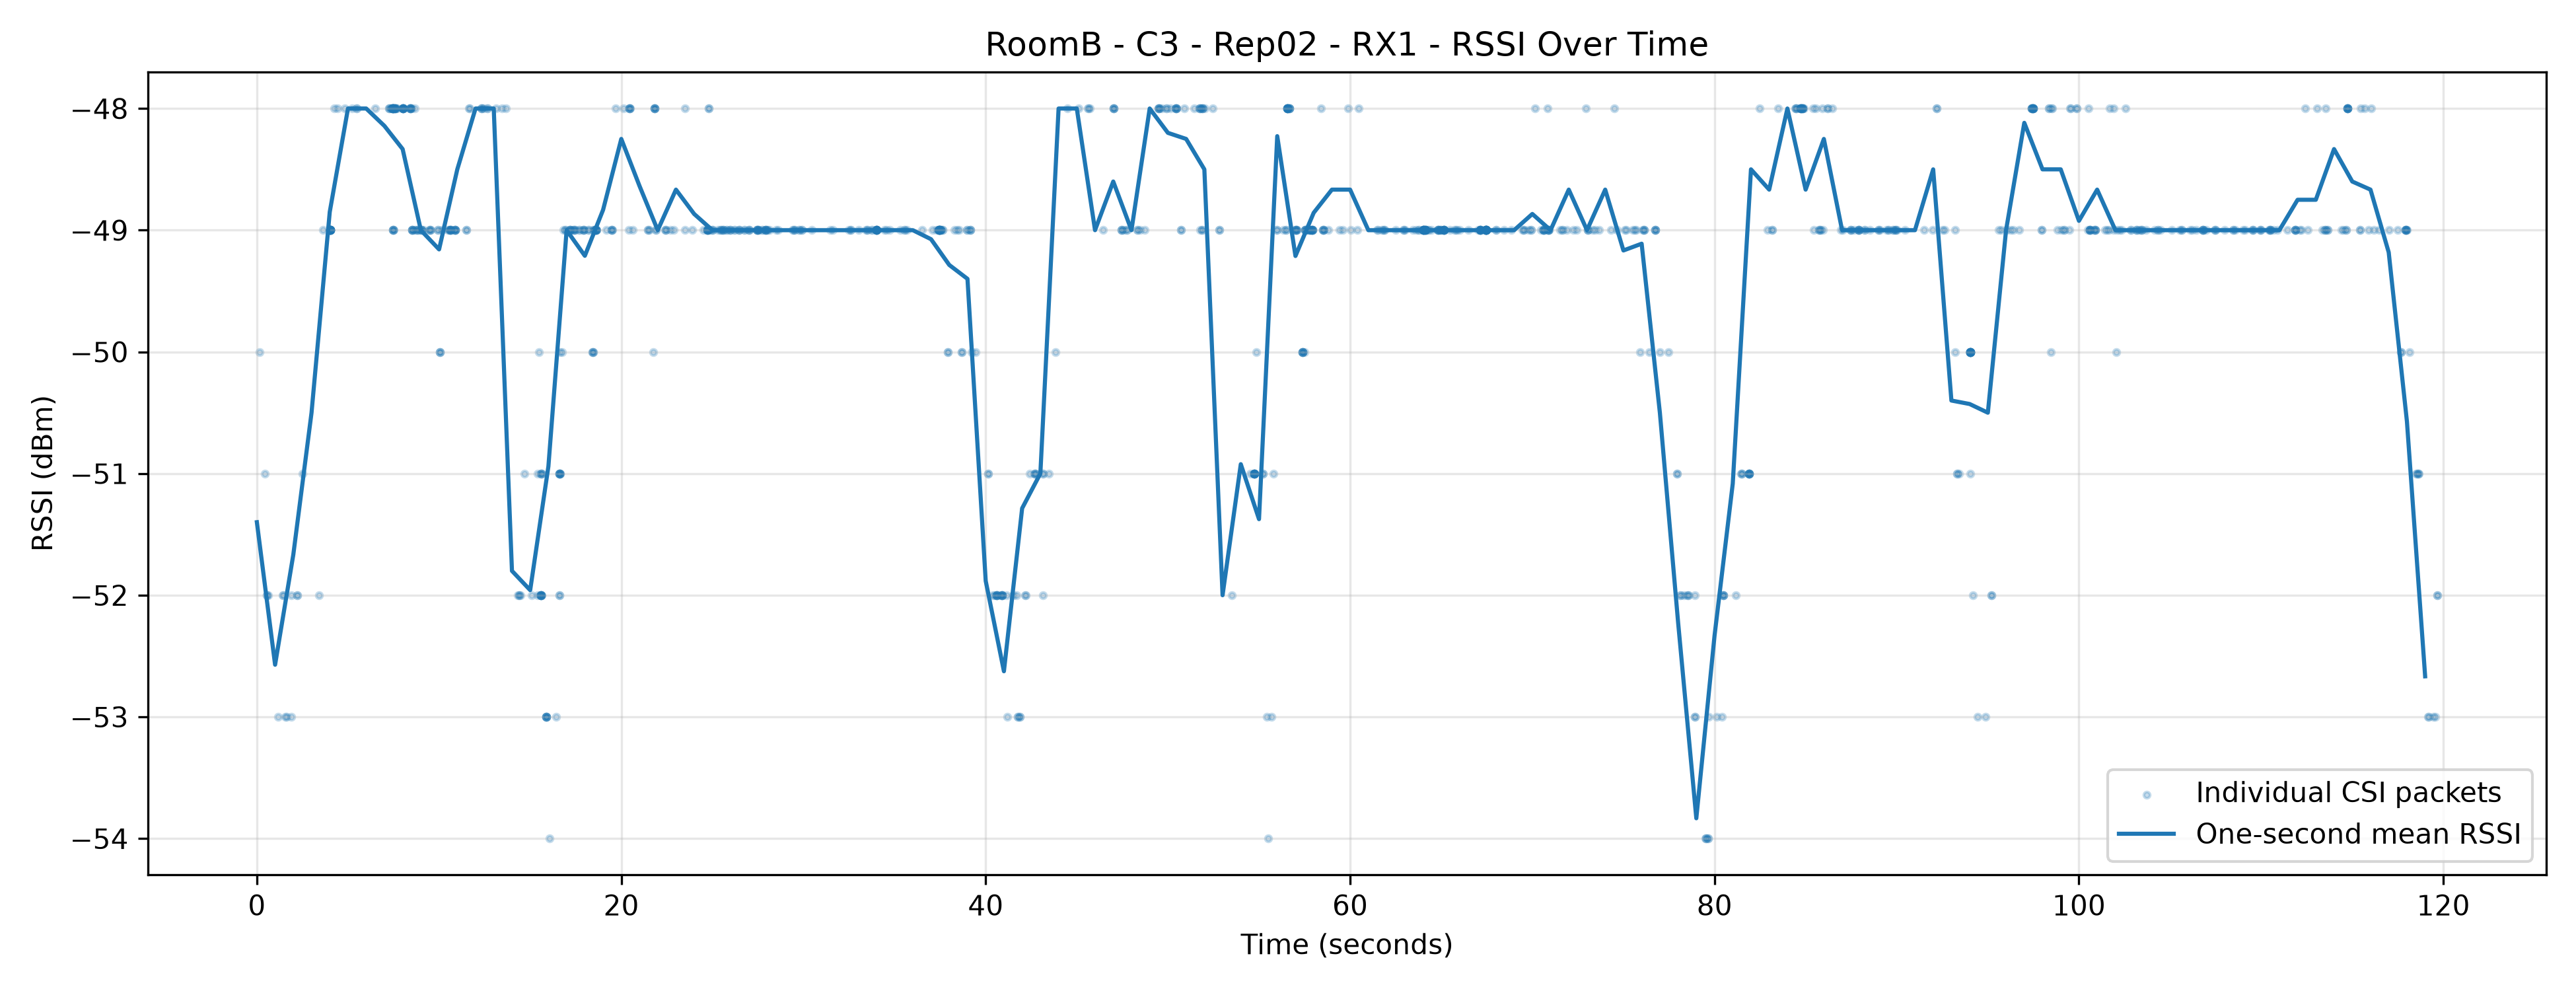 RoomB - C3 - Rep02 - RX1 - RSSI Over Time
RSSI (dBm)
−48
−49
−50
−51
−52
−53
−54
0 20 40 60 80 100 120
Time (seconds)
Individual CSI packets
One-second mean RSSI